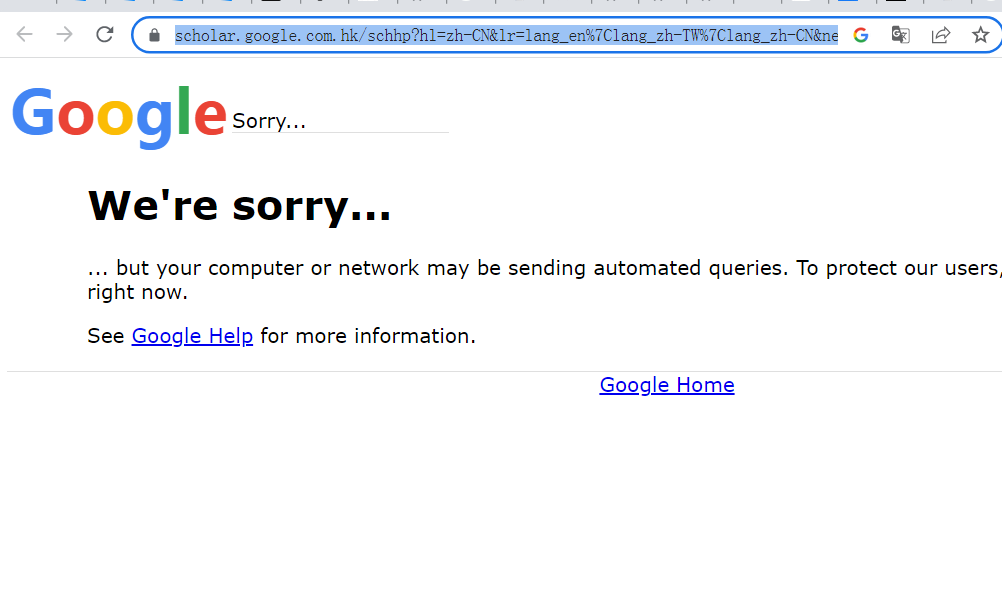 scholar.google.com.hk/schhp?hl=zh-CN&lr=lang_en%7Clang_zh-TW%7Clang_zh-CN&ne
Google Sorry...
We're sorry...
... but your computer or network may be sending automated queries. To protect our users,
right now.
See Google Help for more information.
Google Home